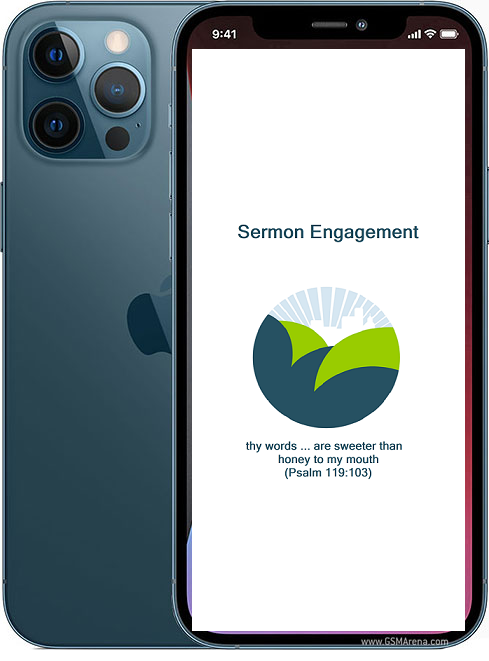 9:41
Sermon Engagement
thy words ... are sweeter than
honey to my mouth
(Psalm 119:103)
www.GSMArena.com